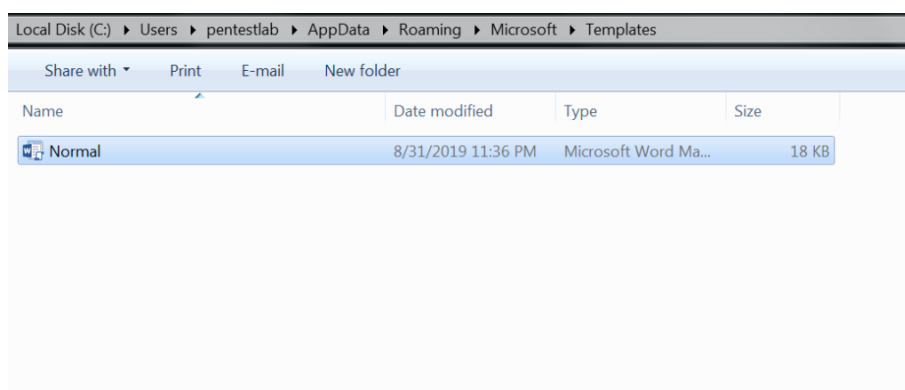 Local Disk (C:) ▸ Users ▸ pentestlab ▸ AppData ▸ Roaming ▸ Microsoft ▸ Templates
Share with Print E-mail New folder
Name Date modified Type Size
Normal 8/31/2019 11:36 PM Microsoft Word Ma... 18 KB